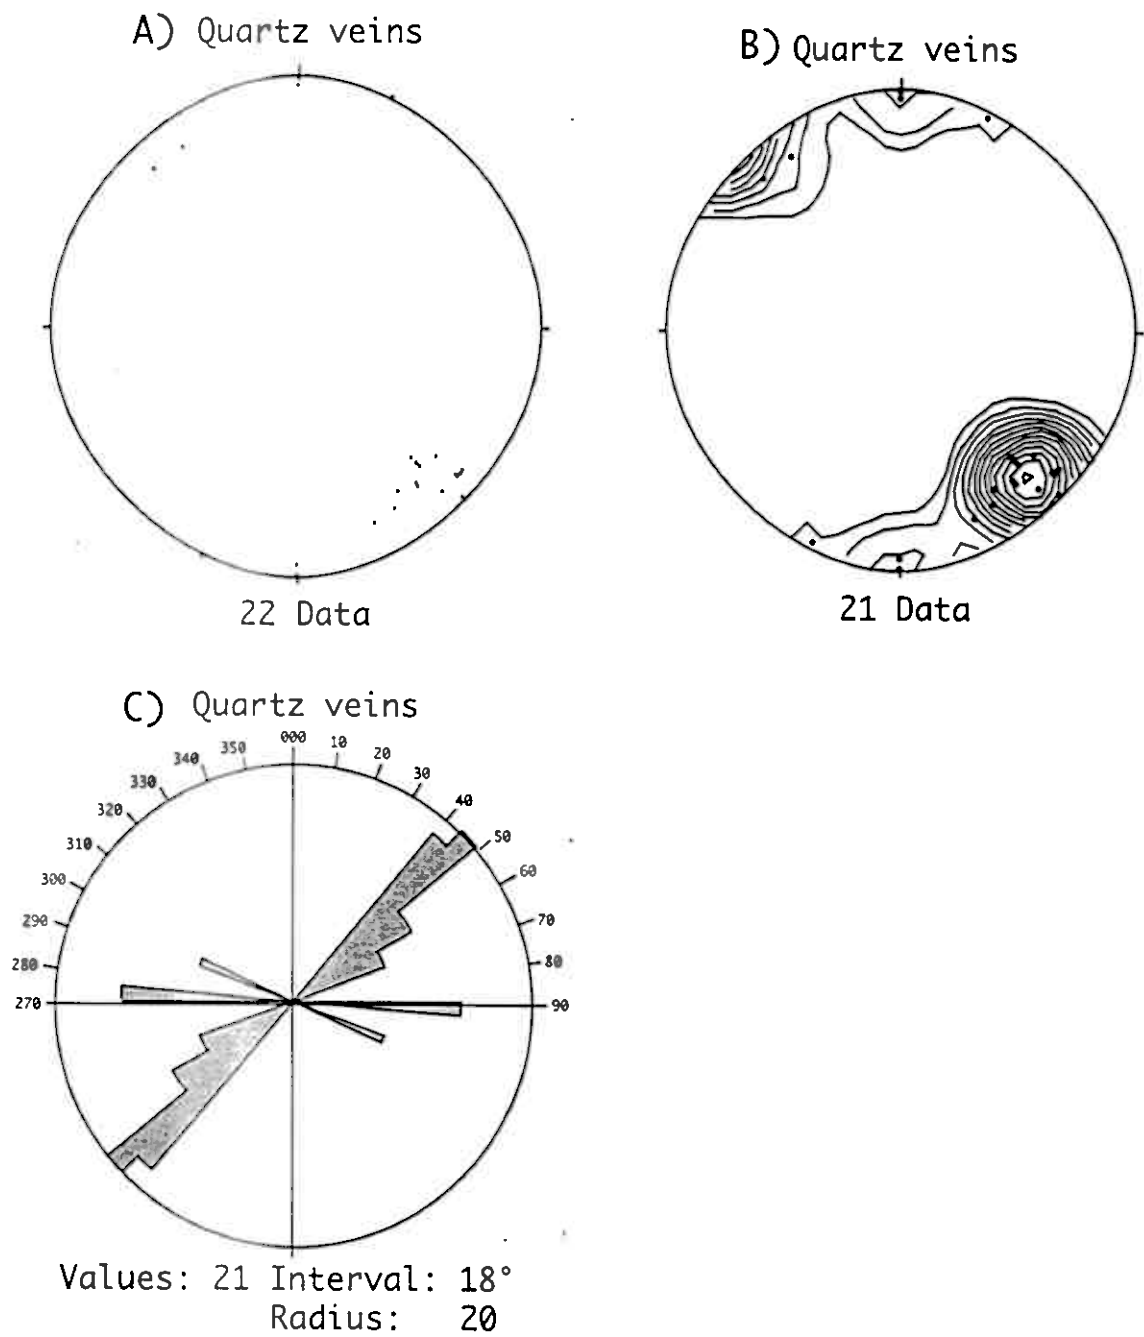 A) Quartz veins
B) Quartz veins
22 Data
21 Data
C) Quartz veins
000
10
20
30
40
50
60
70
80
90
270
280
290
300
310
320
330
340
350
Values: 21 Interval: 18°
Radius: 20